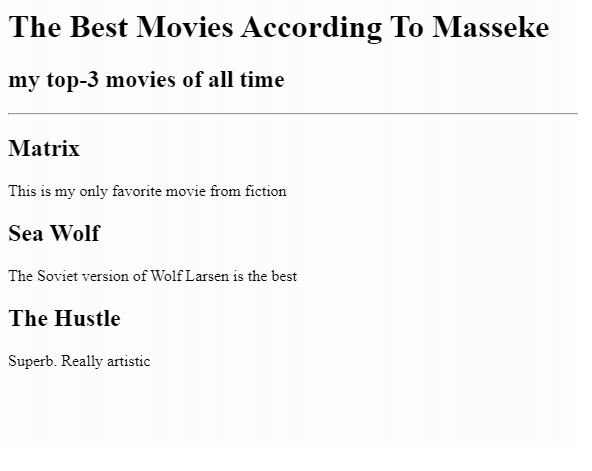 The Best Movies According To Masseke
my top-3 movies of all time
Matrix
This is my only favorite movie from fiction
Sea Wolf
The Soviet version of Wolf Larsen is the best
The Hustle
Superb. Really artistic